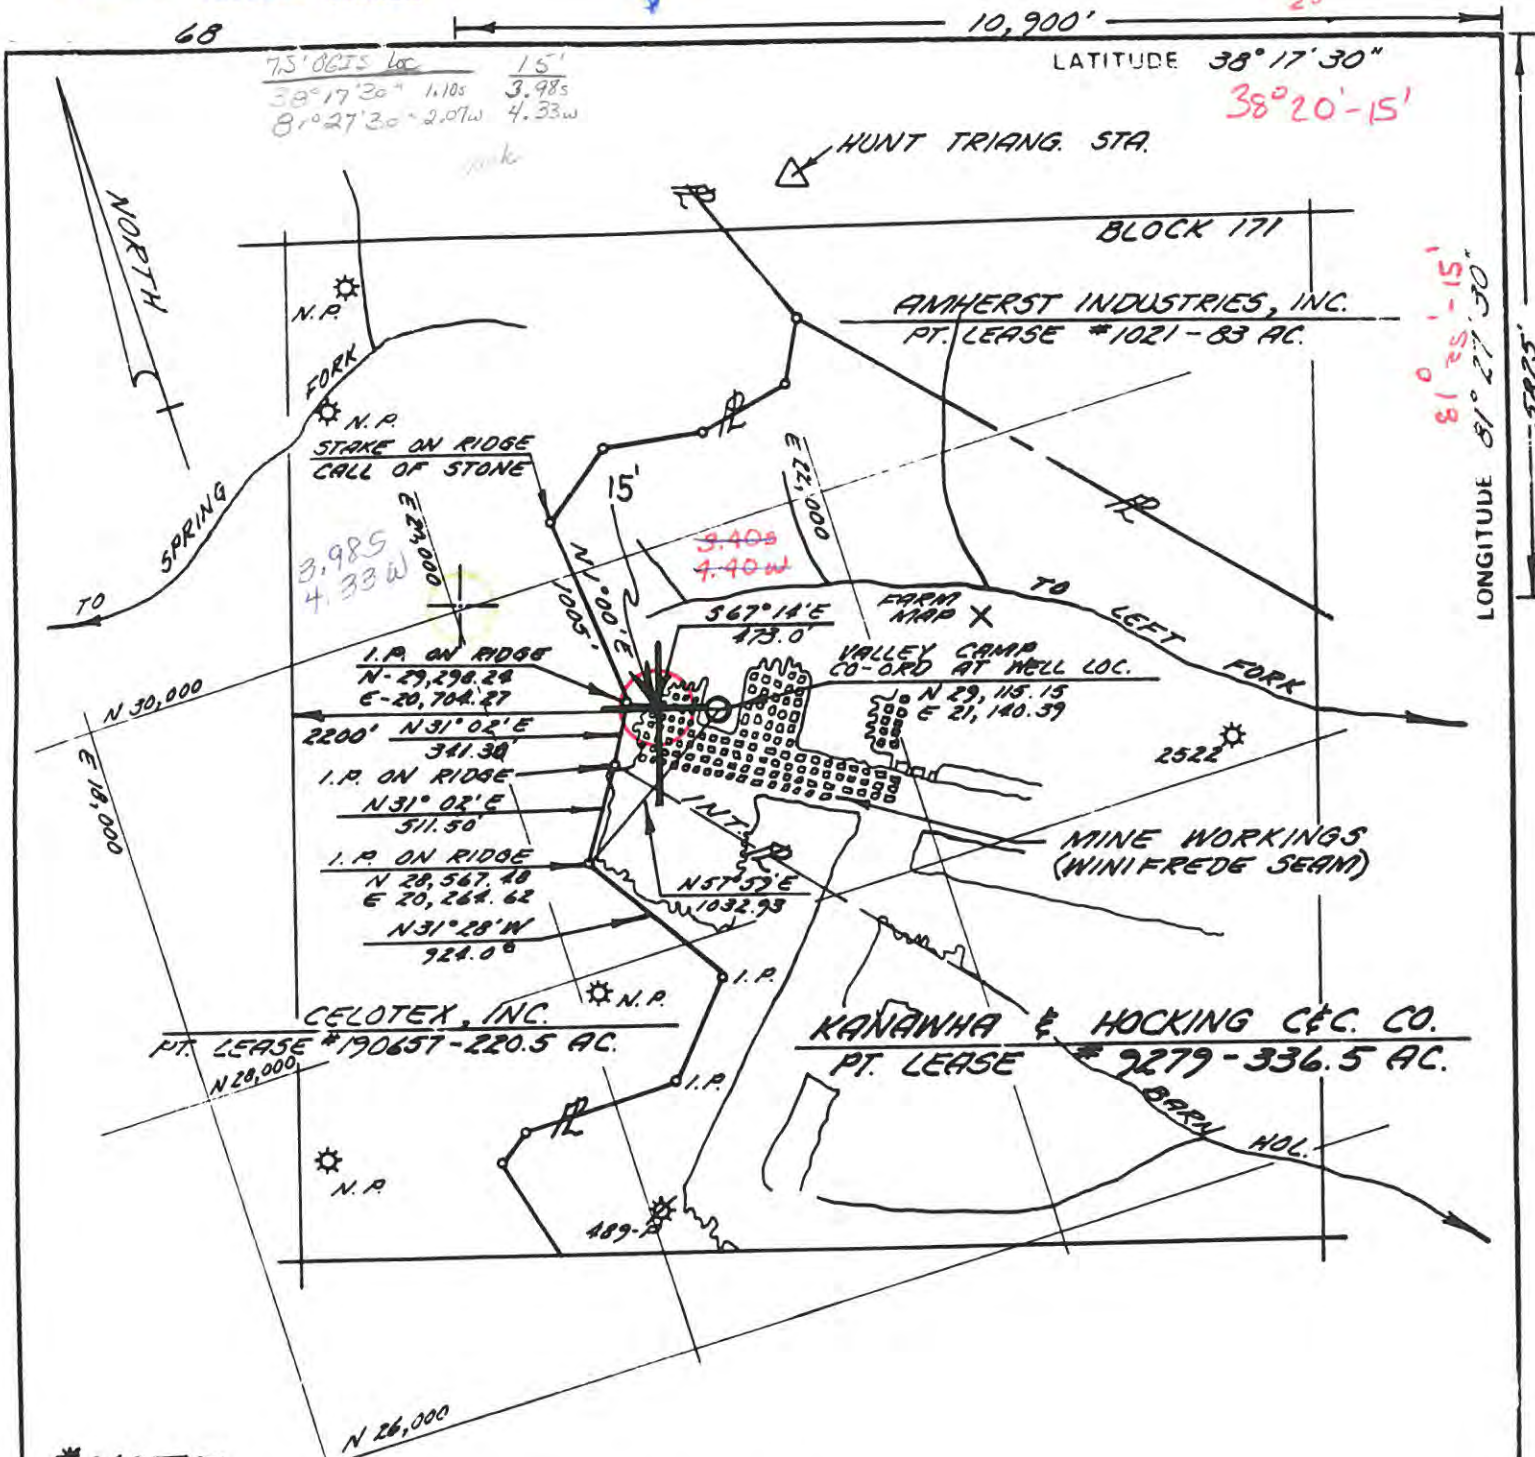 68
10,900'
7.5' OGIS loc 15'
38°17'30" 1.10s 3.98s
81°27'30" 2.07w 4.33w
LATITUDE 38° 17' 30"
38° 20' - 15'
HUNT TRIANG. STA.
NORTH
BLOCK 171
N.P.
AMHERST INDUSTRIES, INC.
PT. LEASE #1021-83 AC.
81° 25' - 15'
LONGITUDE 81° 27' 30"
FORK
N.P.
STAKE ON RIDGE
CALL OF STONE
15'
E 22,000
SPRING
3.98S
4.33W
E 20,000
N 1°00' E
1005'
3.40s
4.40w
TO
S 67° 14' E
473.0'
FARM
MAP X
TO
LEFT
FORK
I.P. ON RIDGE
N-29,298.24
E-20,704.27
VALLEY CAMP
CO-ORD AT WELL LOC.
N 29,115.15
E 21,140.39
N 30,000
2200'
N 31° 02' E
341.38'
2522
E 18,000
I.P. ON RIDGE
N 31° 02' E
511.50'
INT.
MINE WORKINGS
(WINIFREDE SEAM)
I.P. ON RIDGE
N 28,567.48
E 20,264.62
N 57° 59' E
1032.93
N 31° 28' W
924.0'
I.P.
N.P.
CELOTEX, INC.
PT. LEASE #190657-220.5 AC.
KANAWHA & HOCKING C&C. CO.
PT. LEASE #9279-336.5 AC.
N 28,000
I.P.
BARN HOL.
N.P.
489-P
N 26,000